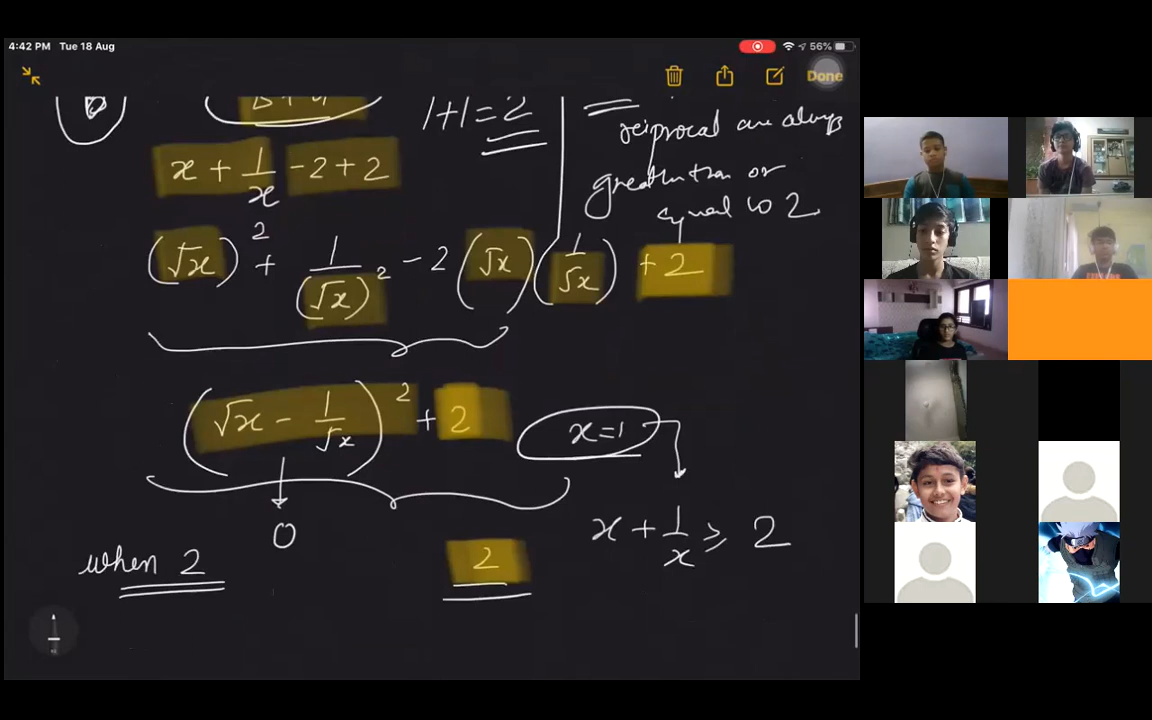 4:42 PM Tue 18 Aug
56%
Done
1+1=2
reciprocal are always
greater than or
equal to 2
x + 1/x - 2 + 2
(√x)² + 1/(√x)² - 2 (√x) (1/√x) + 2
(√x - 1/√x)² + 2
x=1
0
x + 1/x ≥ 2
when 2
2